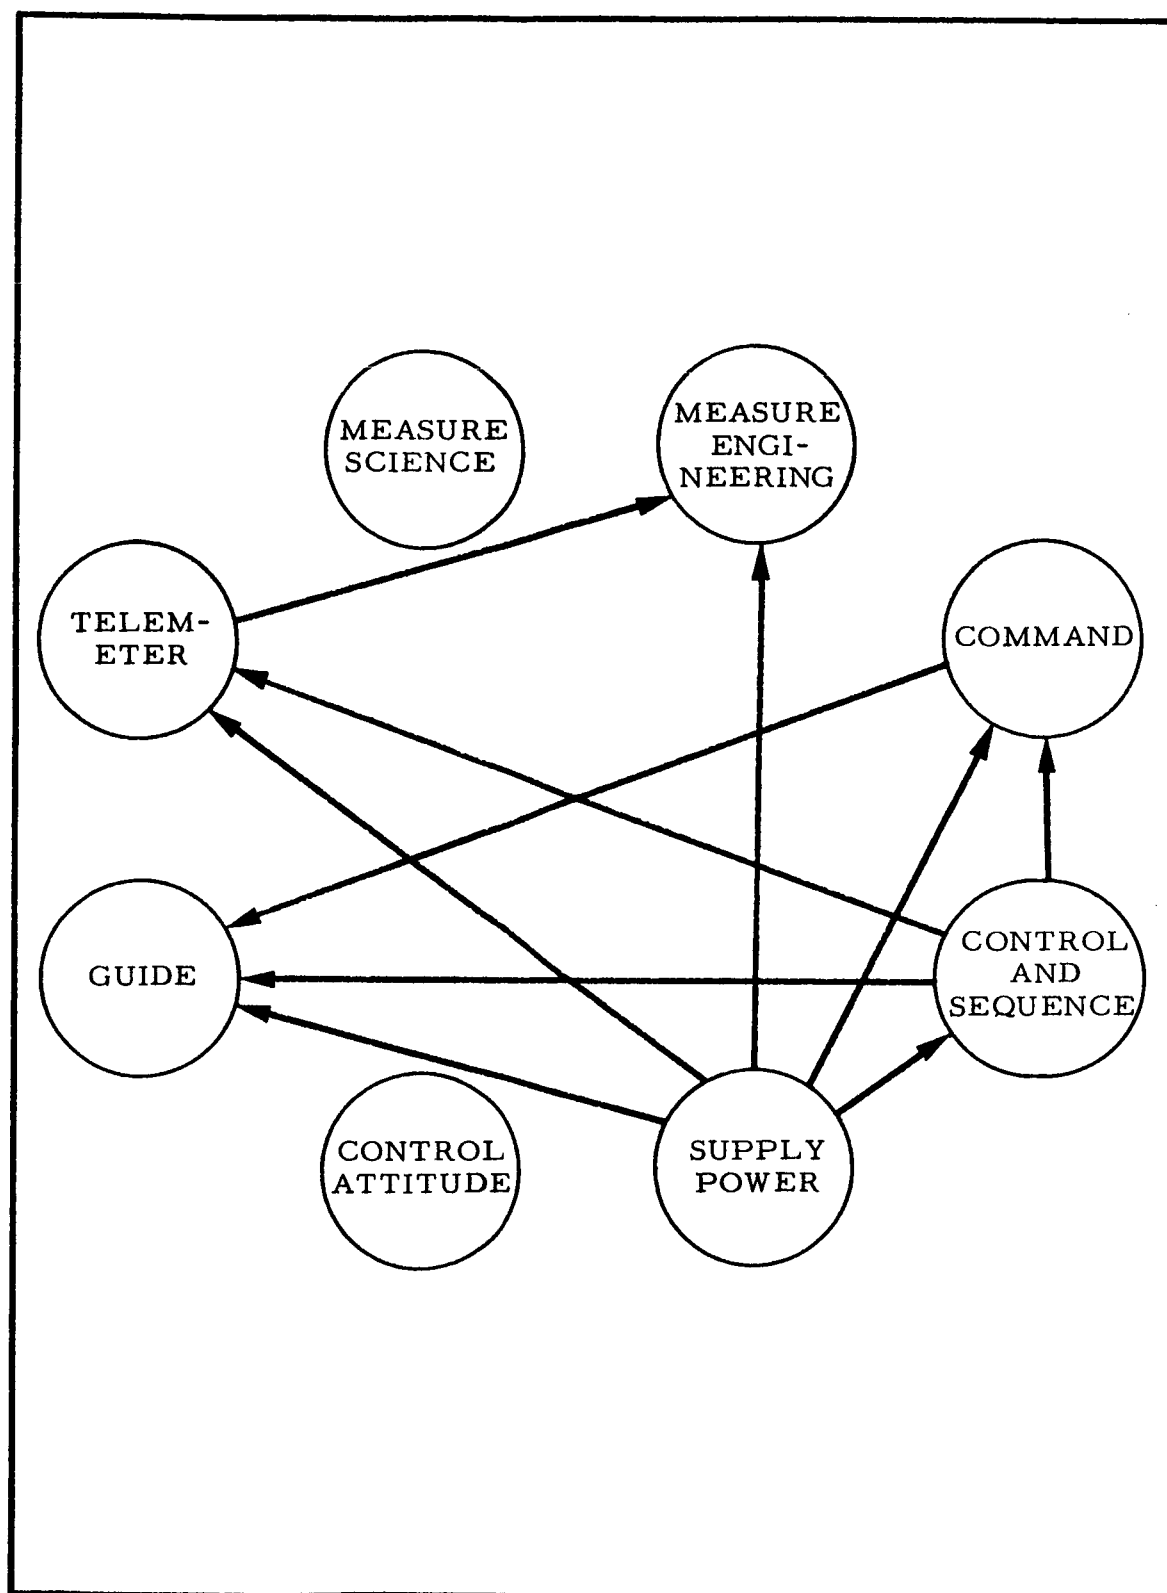 MEASURE
SCIENCE
MEASURE
ENGI-
NEERING
TELEM-
ETER
COMMAND
GUIDE
CONTROL
AND
SEQUENCE
CONTROL
ATTITUDE
SUPPLY
POWER